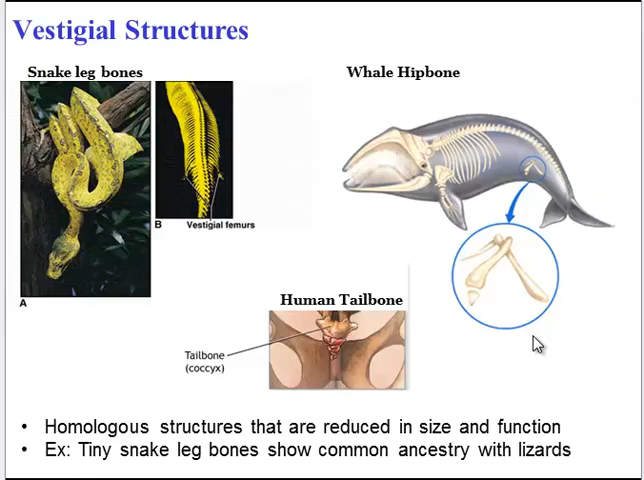 Vestigial Structures
Snake leg bones
Whale Hipbone
B
Vestigial femurs
A
Human Tailbone
Tailbone
(coccyx)
• Homologous structures that are reduced in size and function
• Ex: Tiny snake leg bones show common ancestry with lizards